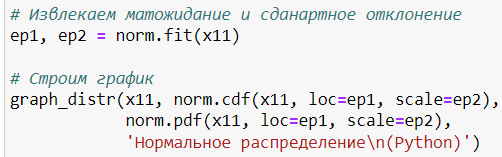 # Извлекаем матожидание и сданартное отклонение
ep1, ep2 = norm.fit(x11)
# Строим график
graph_distr(x11, norm.cdf(x11, loc=ep1, scale=ep2),
norm.pdf(x11, loc=ep1, scale=ep2),
'Нормальное распределение\n(Python)')